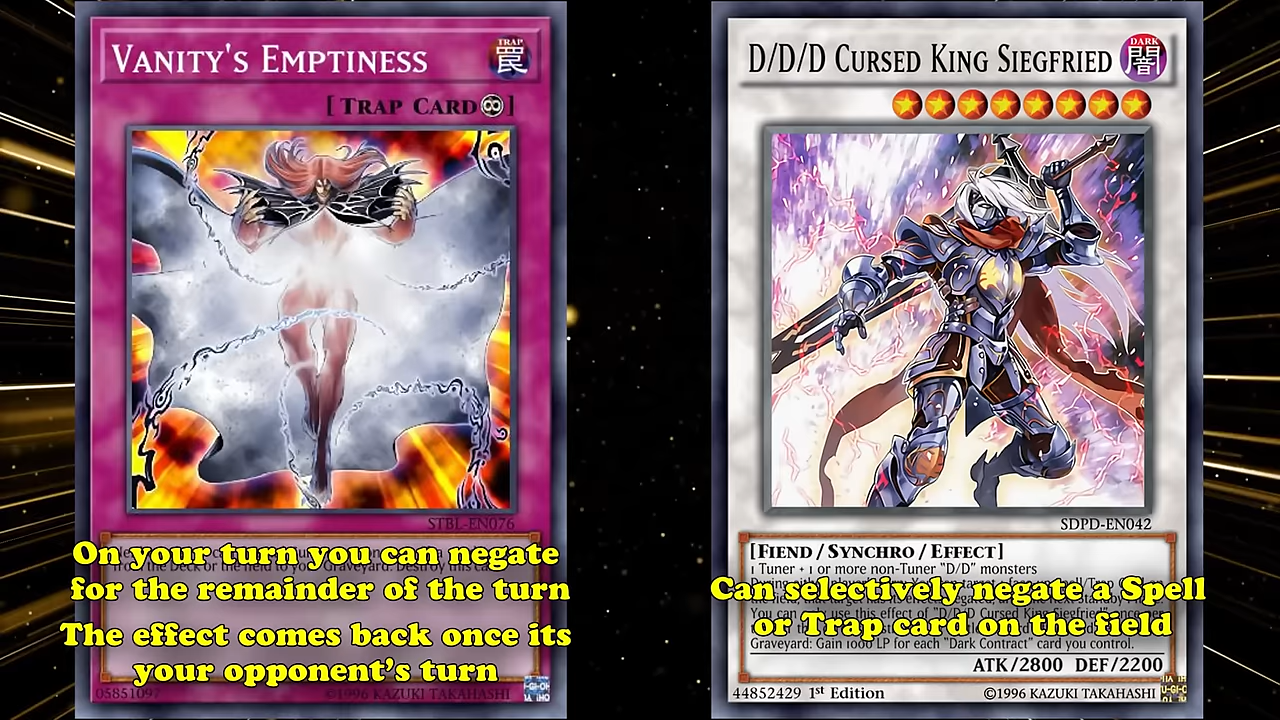 VANITY'S EMPTINESS
TRAP
罠
[ TRAP CARD ]
STBL-EN076
On your turn you can negate
for the remainder of the turn
The effect comes back once its
your opponent's turn
05851097 ©1996 KAZUKI TAKAHASHI
D/D/D CURSED KING SIEGFRIED
DARK
闇
SDPD-EN042
[FIEND / SYNCHRO / EFFECT]
1 Tuner + 1 or more non-Tuner "D/D" monsters
Can selectively negate a Spell
or Trap card on the field
Graveyard: Gain 1000 LP for each "Dark Contract" card you control.
ATK/2800 DEF/2200
44852429 1st Edition ©1996 KAZUKI TAKAHASHI